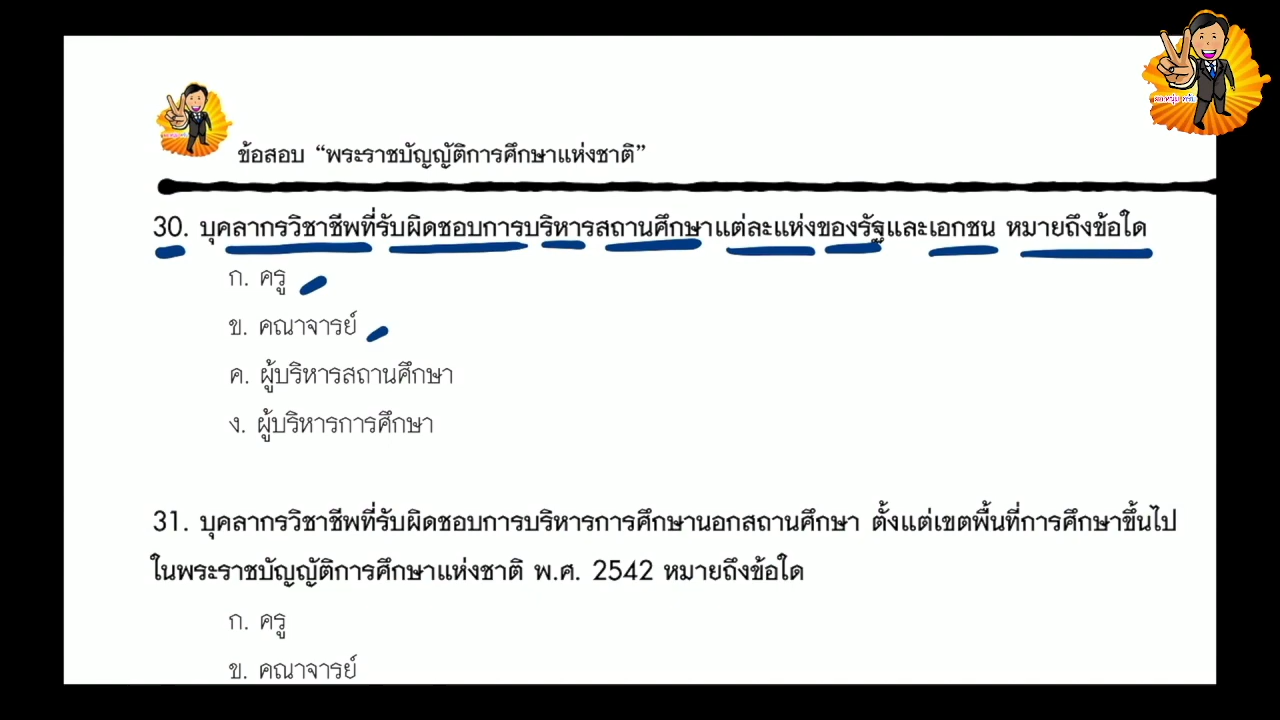 ข้อสอบ “พระราชบัญญัติการศึกษาแห่งชาติ”
30. บุคลากรวิชาชีพที่รับผิดชอบการบริหารสถานศึกษาแต่ละแห่งของรัฐและเอกชน หมายถึงข้อใด
ก. ครู
ข. คณาจารย์
ค. ผู้บริหารสถานศึกษา
ง. ผู้บริหารการศึกษา
31. บุคลากรวิชาชีพที่รับผิดชอบการบริหารการศึกษานอกสถานศึกษา ตั้งแต่เขตพื้นที่การศึกษาขึ้นไป
ในพระราชบัญญัติการศึกษาแห่งชาติ พ.ศ. 2542 หมายถึงข้อใด
ก. ครู
ข. คณาจารย์